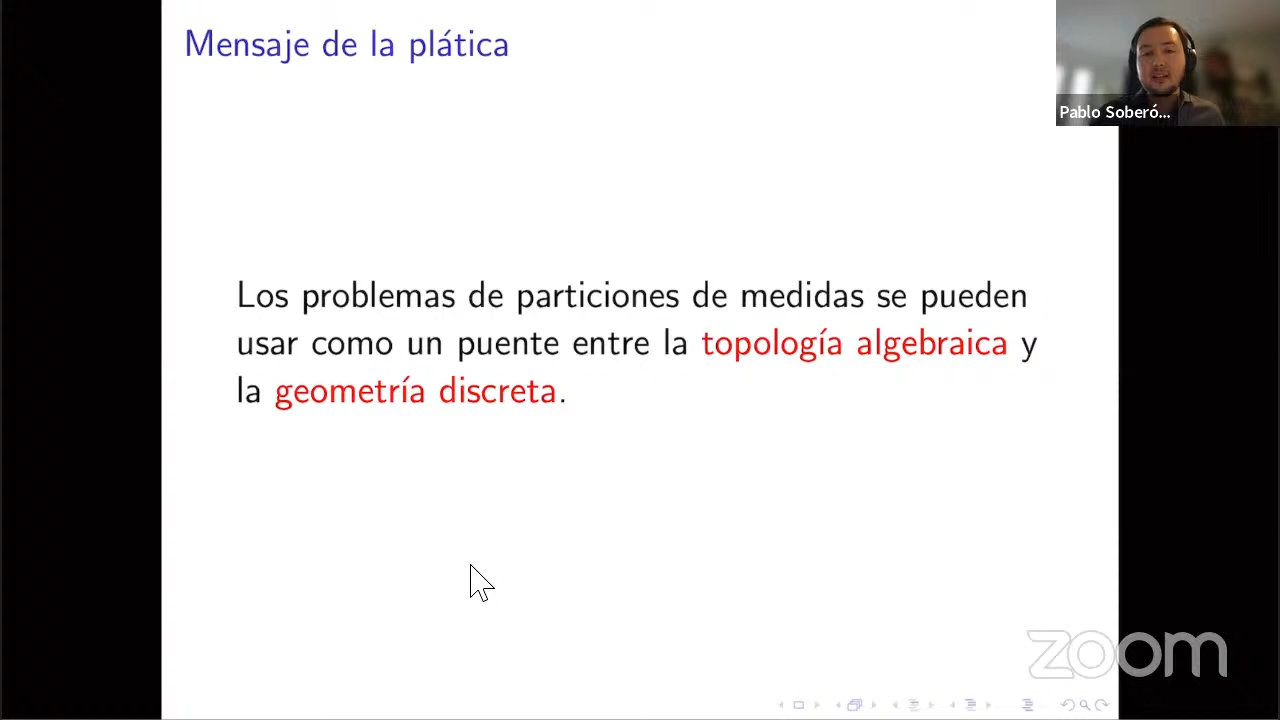 Mensaje de la plática
Pablo Soberó...
Los problemas de particiones de medidas se pueden
usar como un puente entre la topología algebraica y
la geometría discreta.
zoom